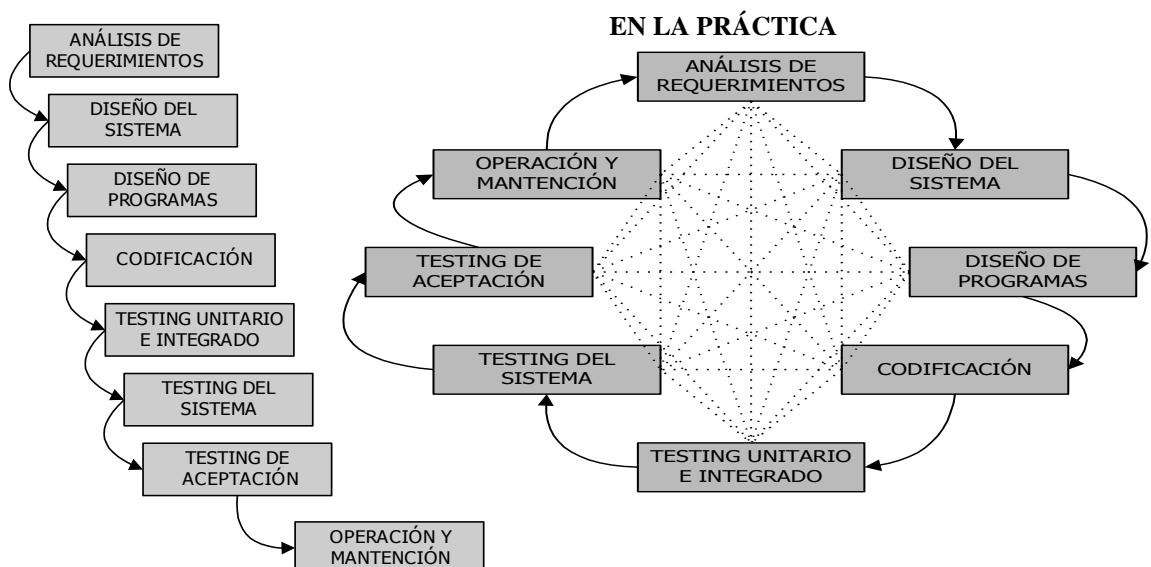 ANÁLISIS DE
REQUERIMIENTOS
DISEÑO DEL
SISTEMA
DISEÑO DE
PROGRAMAS
CODIFICACIÓN
TESTING UNITARIO
E INTEGRADO
TESTING DEL
SISTEMA
TESTING DE
ACEPTACIÓN
OPERACIÓN Y
MANTENCIÓN
EN LA PRÁCTICA
ANÁLISIS DE
REQUERIMIENTOS
DISEÑO DEL
SISTEMA
DISEÑO DE
PROGRAMAS
CODIFICACIÓN
TESTING UNITARIO
E INTEGRADO
TESTING DEL
SISTEMA
TESTING DE
ACEPTACIÓN
OPERACIÓN Y
MANTENCIÓN